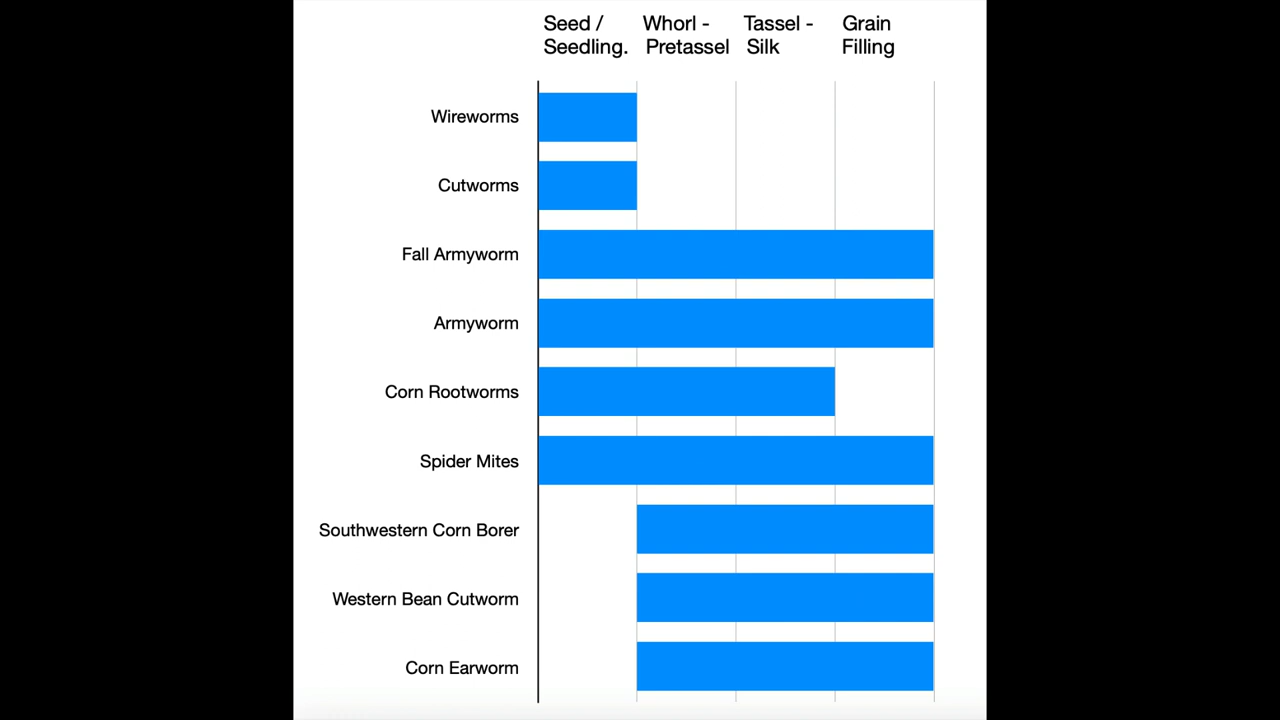 Seed / Whorl - Tassel - Grain
Seedling. Pretassel Silk Filling
Wireworms
Cutworms
Fall Armyworm
Armyworm
Corn Rootworms
Spider Mites
Southwestern Corn Borer
Western Bean Cutworm
Corn Earworm